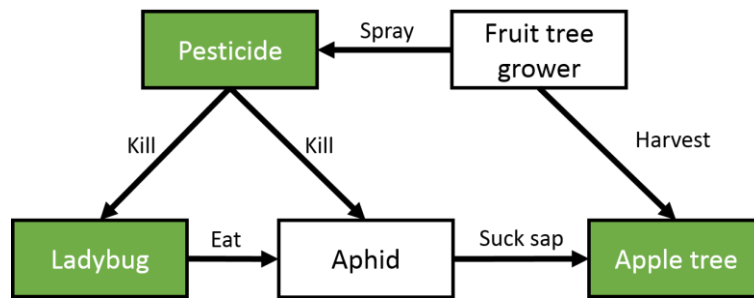 Pesticide
Spray
Fruit tree
grower
Kill
Kill
Harvest
Ladybug
Eat
Aphid
Suck sap
Apple tree